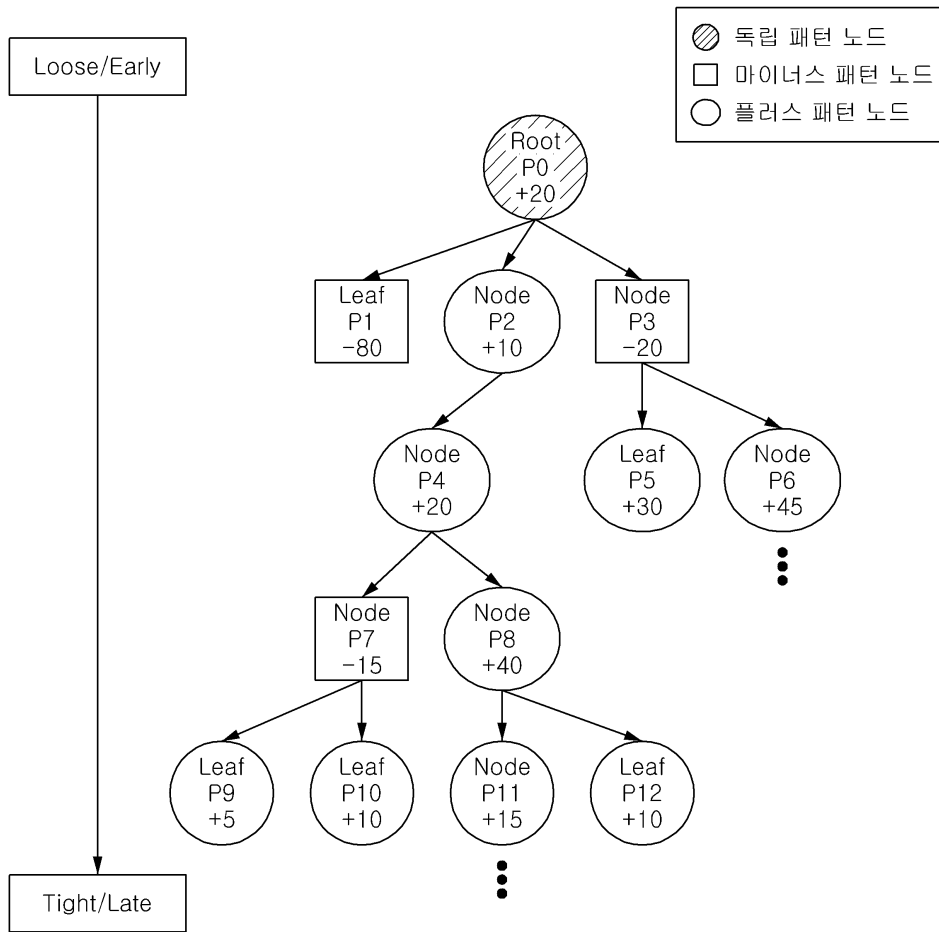 Loose/Early
독립 패턴 노드
마이너스 패턴 노드
플러스 패턴 노드
Root
P0
+20
Leaf
P1
-80
Node
P2
+10
Node
P3
-20
Node
P4
+20
Leaf
P5
+30
Node
P6
+45
Node
P7
-15
Node
P8
+40
Leaf
P9
+5
Leaf
P10
+10
Node
P11
+15
Leaf
P12
+10
Tight/Late